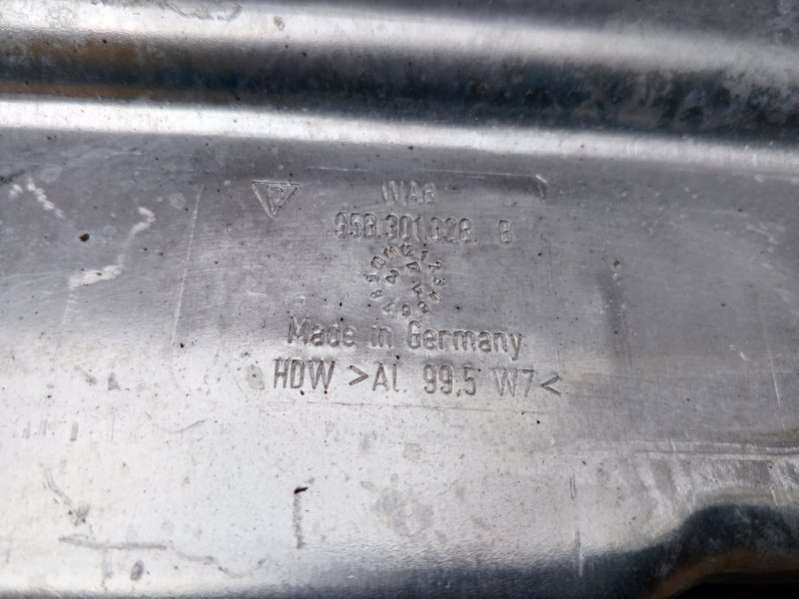 WAB
958.301.328. B
Made in Germany
HDW >AL 99,5 W7<